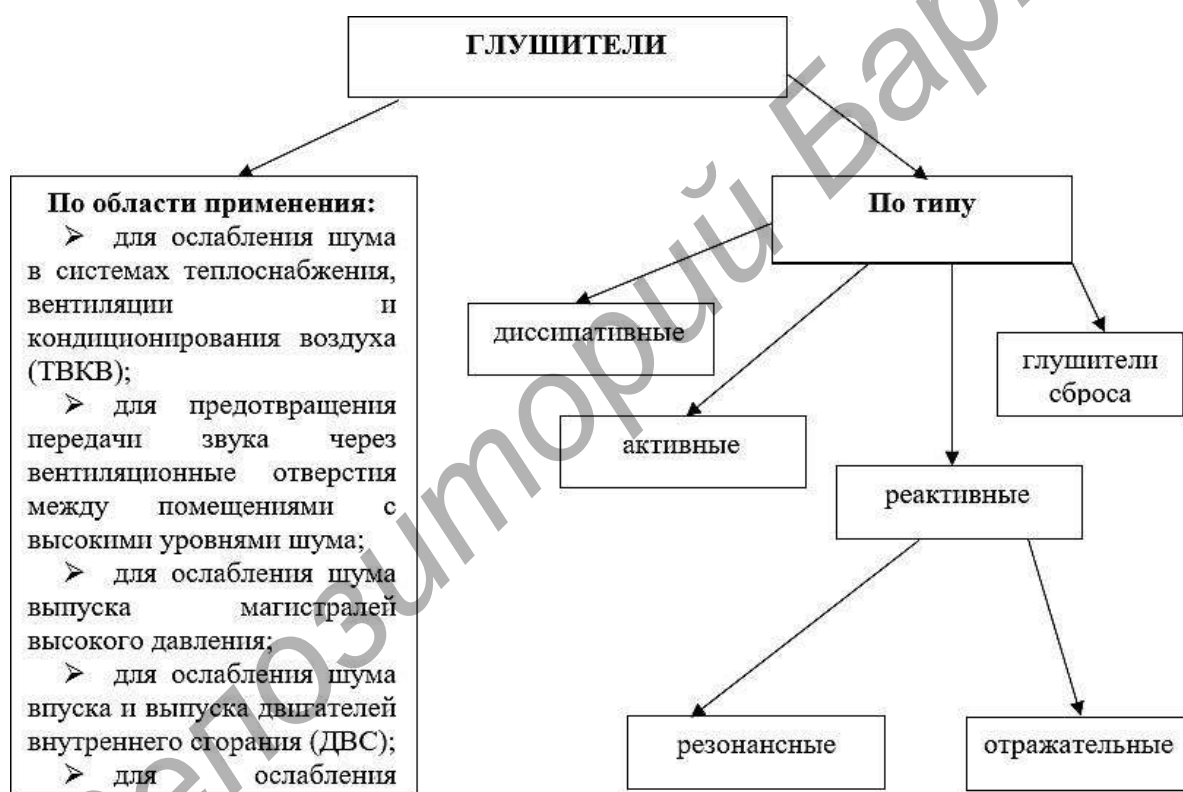 ГЛУШИТЕЛИ
По области применения:
➢ для ослабления шума
в системах теплоснабжения,
вентиляции и
кондиционирования воздуха
(ТВКВ);
➢ для предотвращения
передачи звука через
вентиляционные отверстия
между помещениями с
высокими уровнями шума;
➢ для ослабления шума
выпуска магистралей
высокого давления;
➢ для ослабления шума
впуска и выпуска двигателей
внутреннего сгорания (ДВС);
➢ для ослабления
По типу
диссипативные
глушители
сброса
активные
реактивные
резонансные
отражательные